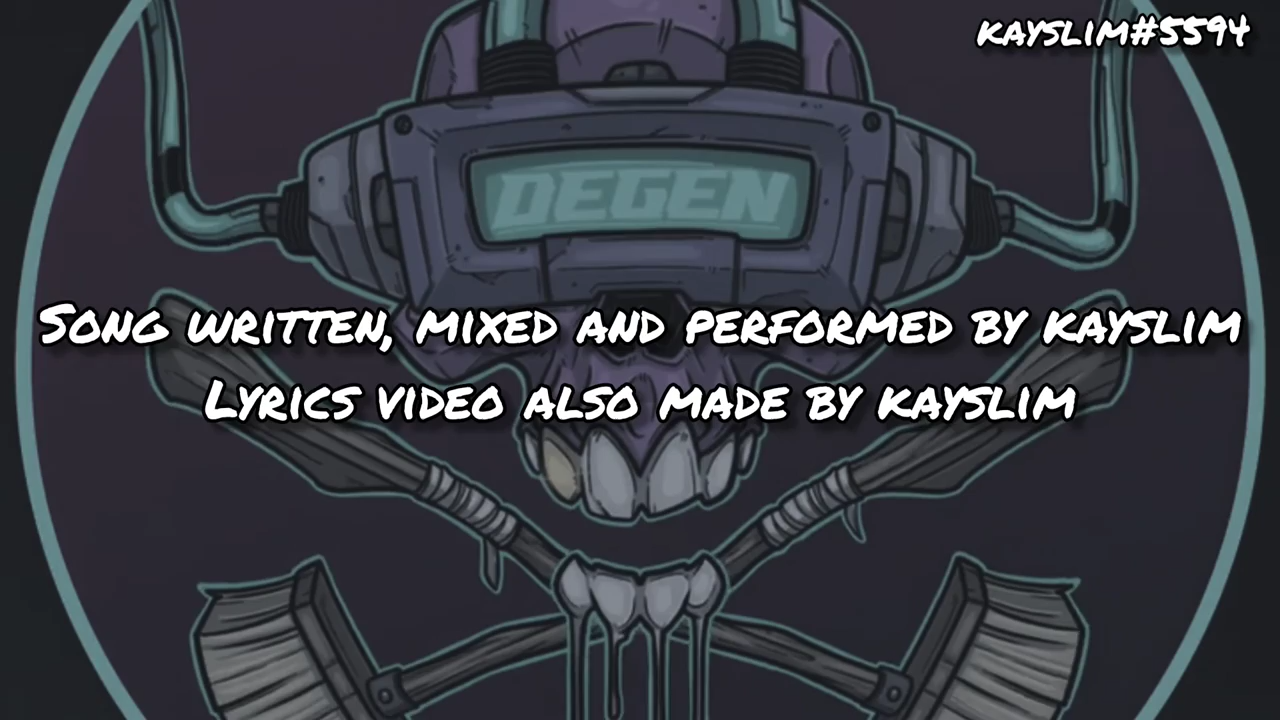 kayslim#5594
DEGEN
Song written, mixed and performed by kayslim
Lyrics video also made by kayslim